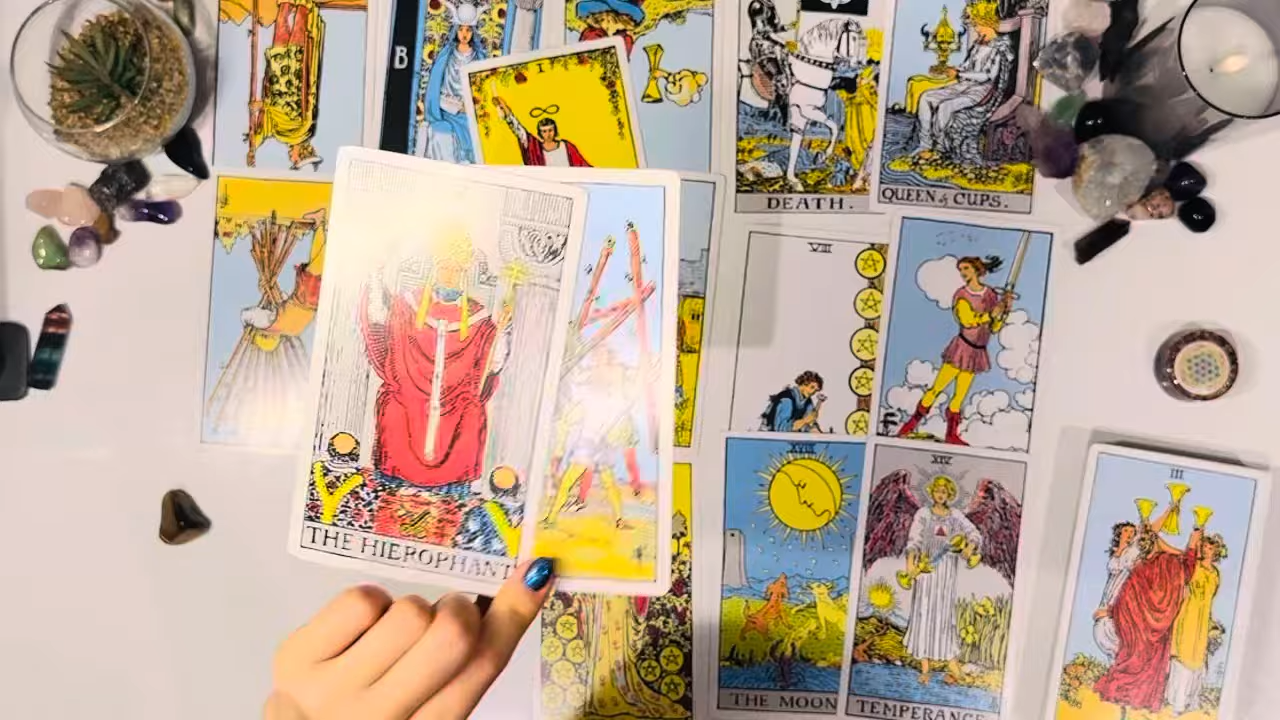 B
I
DEATH.
QUEEN of CUPS.
VIII
THE HIEROPHANT
XVIII
THE MOON
XIV
TEMPERANCE
III